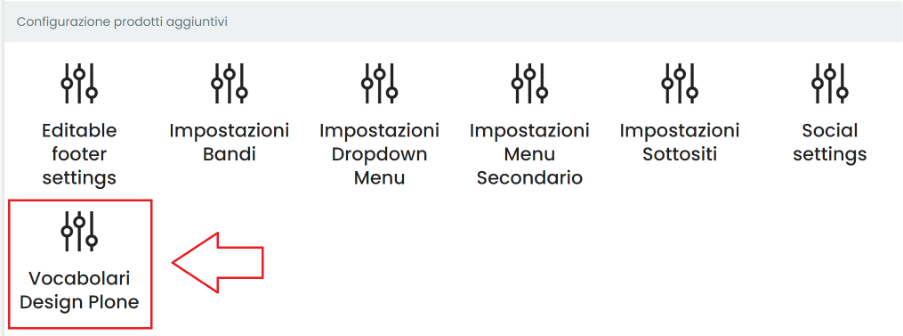 Configurazione prodotti aggiuntivi
Editable
footer
settings
Impostazioni
Bandi
Impostazioni
Dropdown
Menu
Impostazioni
Menu
Secondario
Impostazioni
Sottositi
Social
settings
Vocabolari
Design Plone